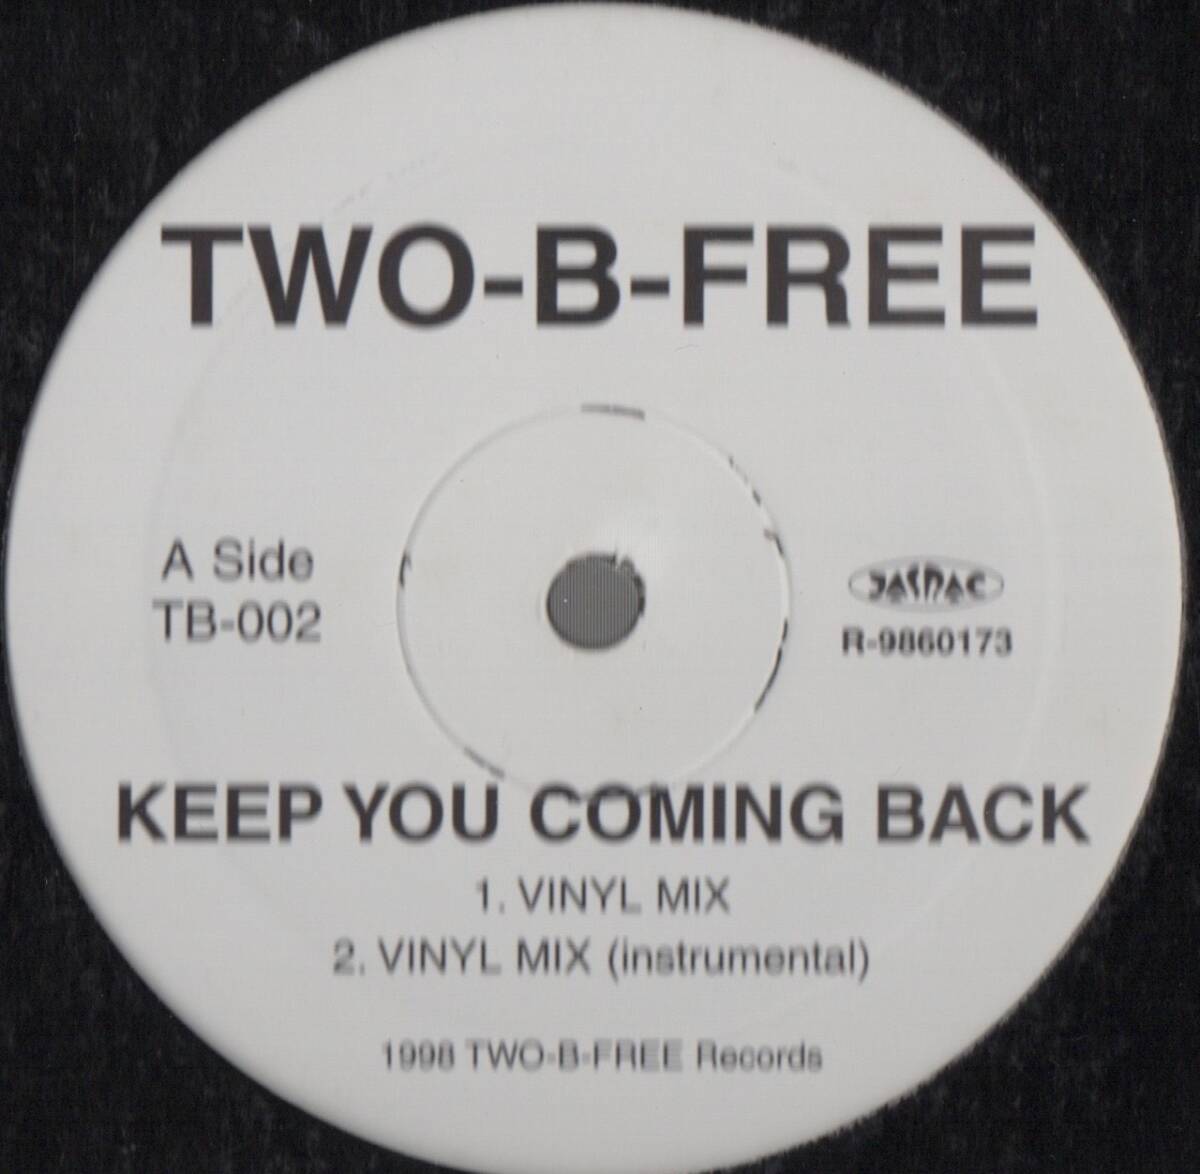 TWO-B-FREE
A Side
TB-002
JASRAC
R-9860173
KEEP YOU COMING BACK
1. VINYL MIX
2. VINYL MIX (instrumental)
1998 TWO-B-FREE Records